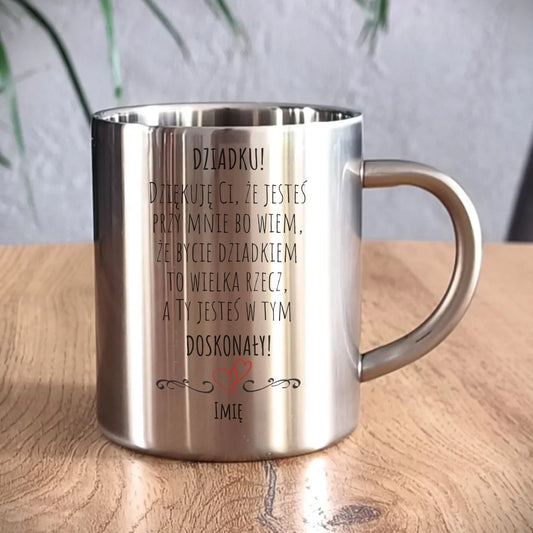 DZIADKU!
DZIĘKUJĘ CI, ŻE JESTEŚ
PRZY MNIE BO WIEM,
ŻE BYCIE DZIADKIEM
TO WIELKA RZECZ,
A TY JESTEŚ W TYM
DOSKONAŁY!
IMIĘ